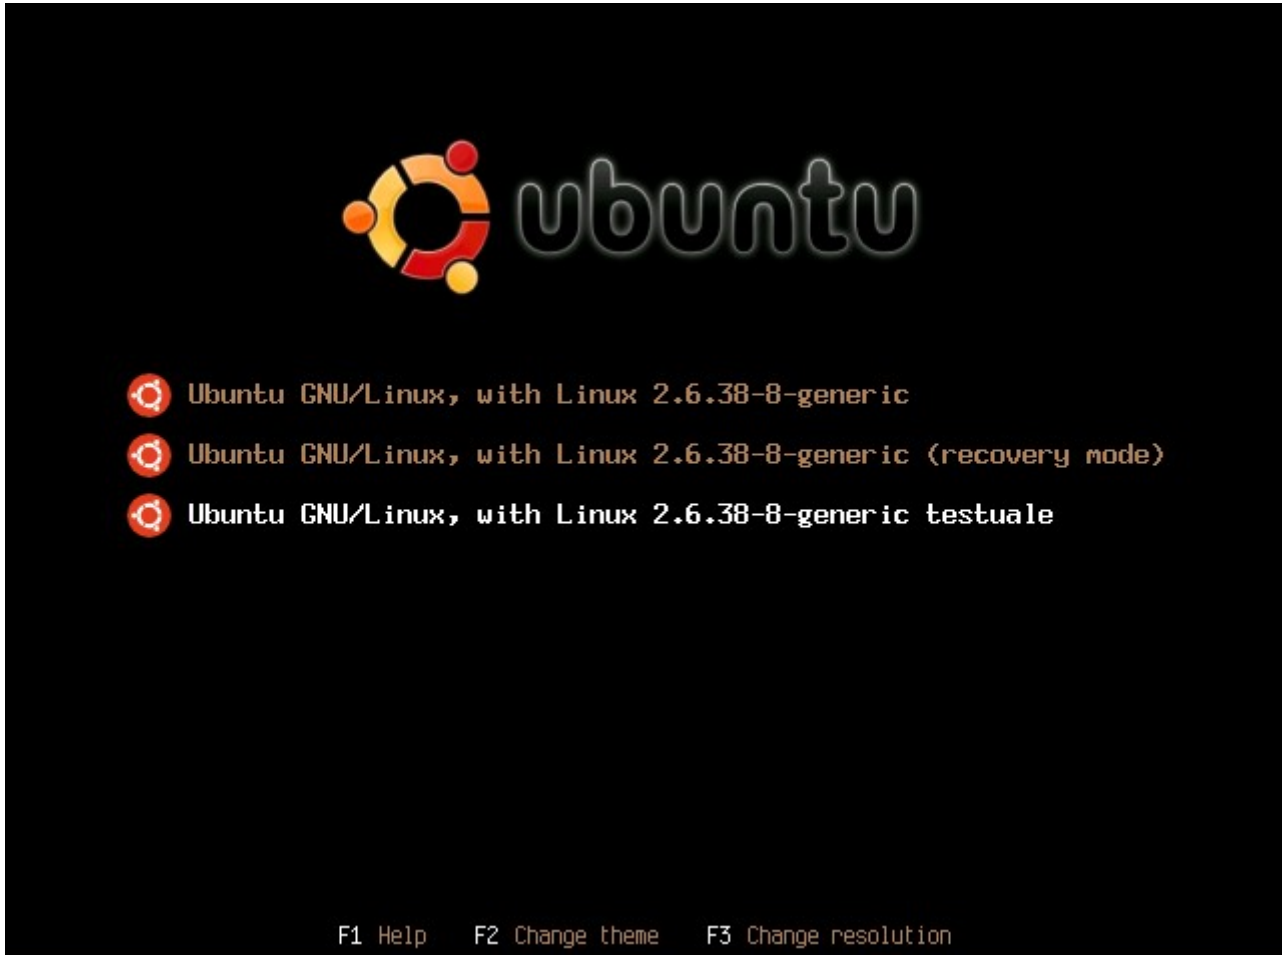 ubuntu
Ubuntu GNU/Linux, with Linux 2.6.38-8-generic
Ubuntu GNU/Linux, with Linux 2.6.38-8-generic (recovery mode)
Ubuntu GNU/Linux, with Linux 2.6.38-8-generic testuale
F1 Help F2 Change theme F3 Change resolution